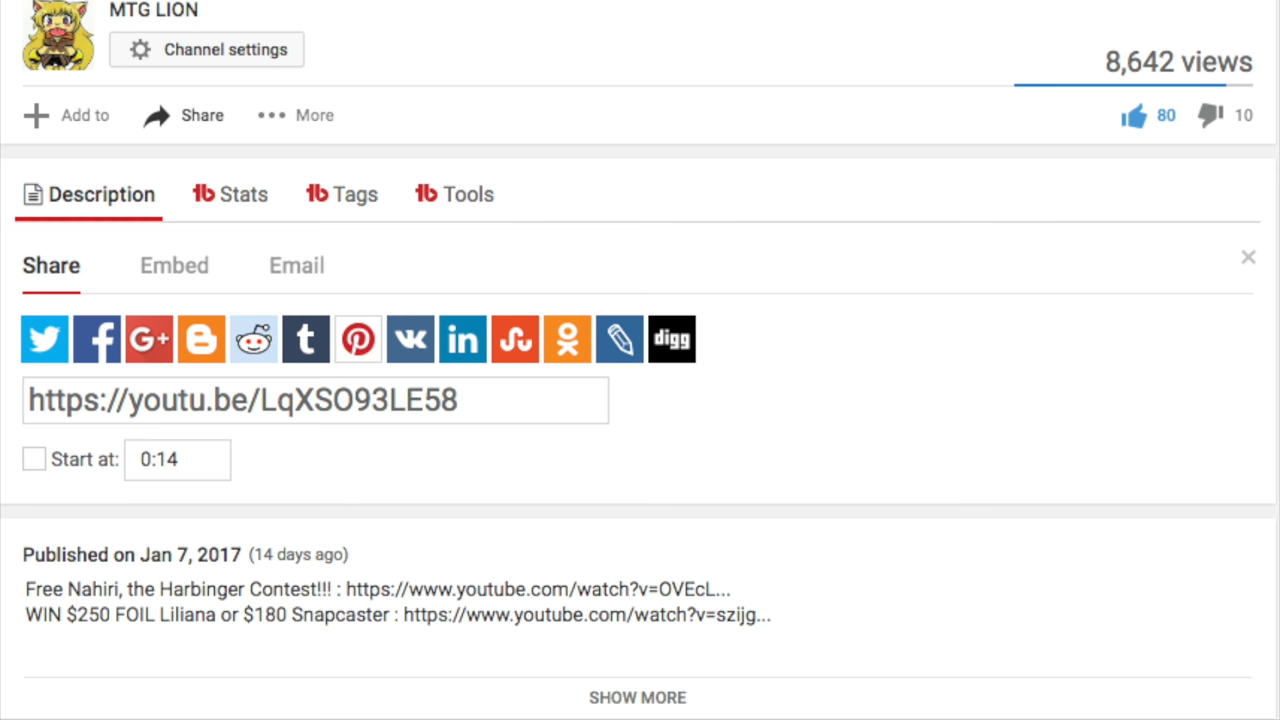 MTG LION
Channel settings
8,642 views
Add to Share More 80 10
Description Stats Tags Tools
Share Embed Email
G+ t in digg
https://youtu.be/LqXSO93LE58
Start at: 0:14
Published on Jan 7, 2017 (14 days ago)
Free Nahiri, the Harbinger Contest!!! : https://www.youtube.com/watch?v=OVEcL...
WIN $250 FOIL Liliana or $180 Snapcaster : https://www.youtube.com/watch?v=szijg...
SHOW MORE